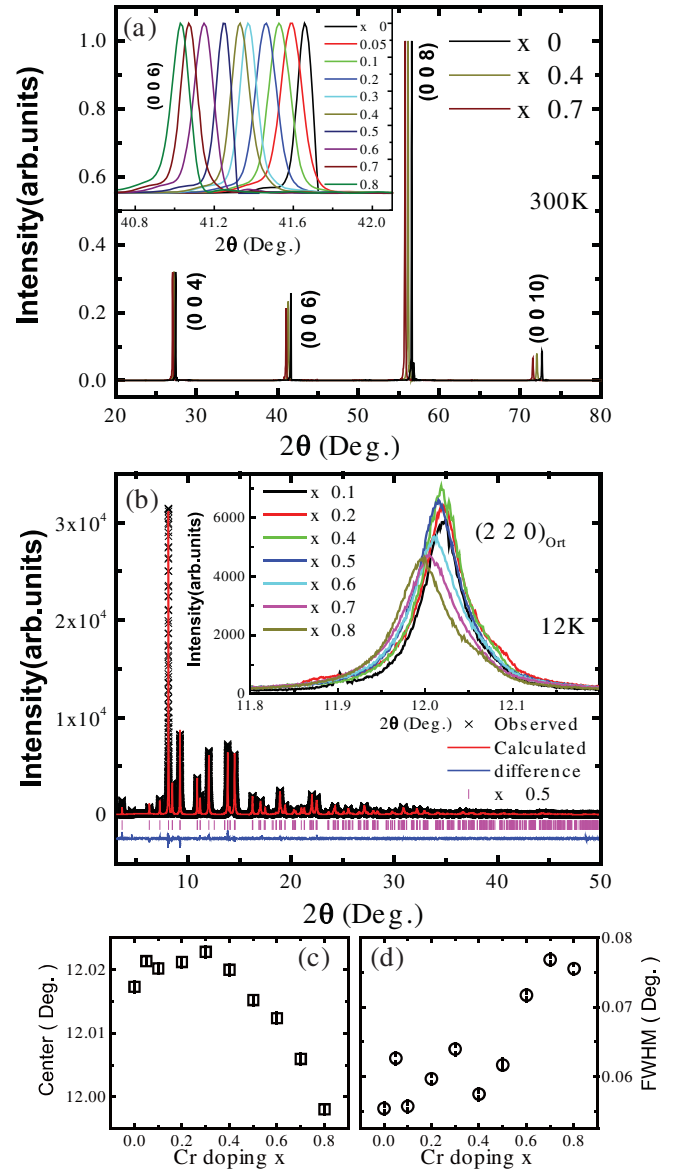 (a)
Intensity(arb.units)
1.0
0.8
0.6
0.4
0.2
0.0
(0 0 6)
x 0
0.05
0.1
0.2
0.3
0.4
0.5
0.6
0.7
0.8
40.8 41.2 41.6 42.0
2θ (Deg.)
x 0
x 0.4
x 0.7
300K
(0 0 4)
(0 0 6)
(0 0 8)
(0 0 10)
20 30 40 50 60 70 80
2θ (Deg.)
(b)
Intensity(arb.units)
3x10⁴
2x10⁴
1x10⁴
0
Intensity(arb.units)
6000
4000
2000
0
x 0.1
x 0.2
x 0.4
x 0.5
x 0.6
x 0.7
x 0.8
(2 2 0)Ort
12K
11.8 11.9 12.0 12.1
2θ (Deg.)
× Observed
Calculated
difference
x 0.5
10 20 30 40 50
2θ (Deg.)
(c)
Center ( Deg. )
12.02
12.01
12.00
0.0 0.2 0.4 0.6 0.8
Cr doping x
(d)
0.08
0.07
0.06
FWHM ( Deg. )
0.0 0.2 0.4 0.6 0.8
Cr doping x